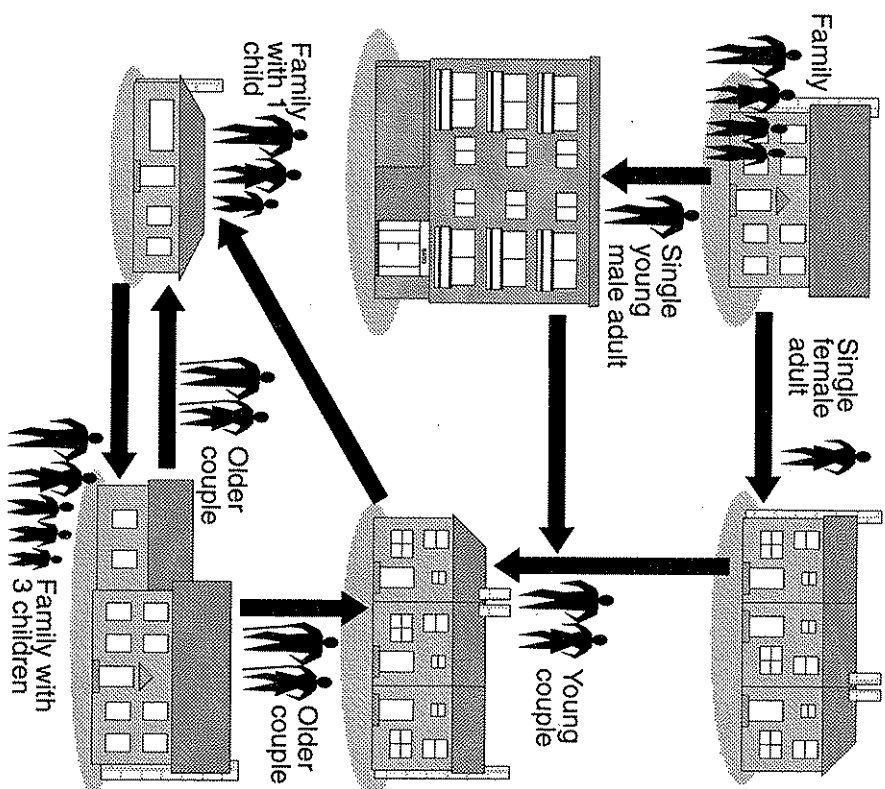 Family
Single
female
adult
Single
young
male adult
Young
couple
Family
with 1
child
Older
couple
Older
couple
Family with
3 children